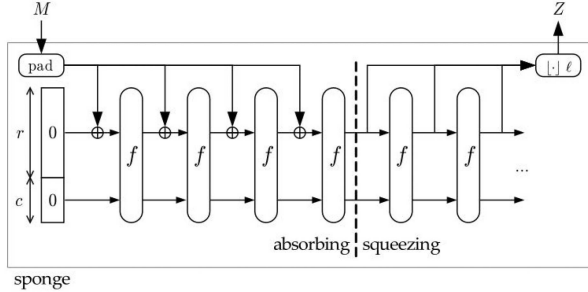 M Z
pad ⌊·⌋ ℓ
r 0 f f f f f f
...
c 0
absorbing squeezing
sponge